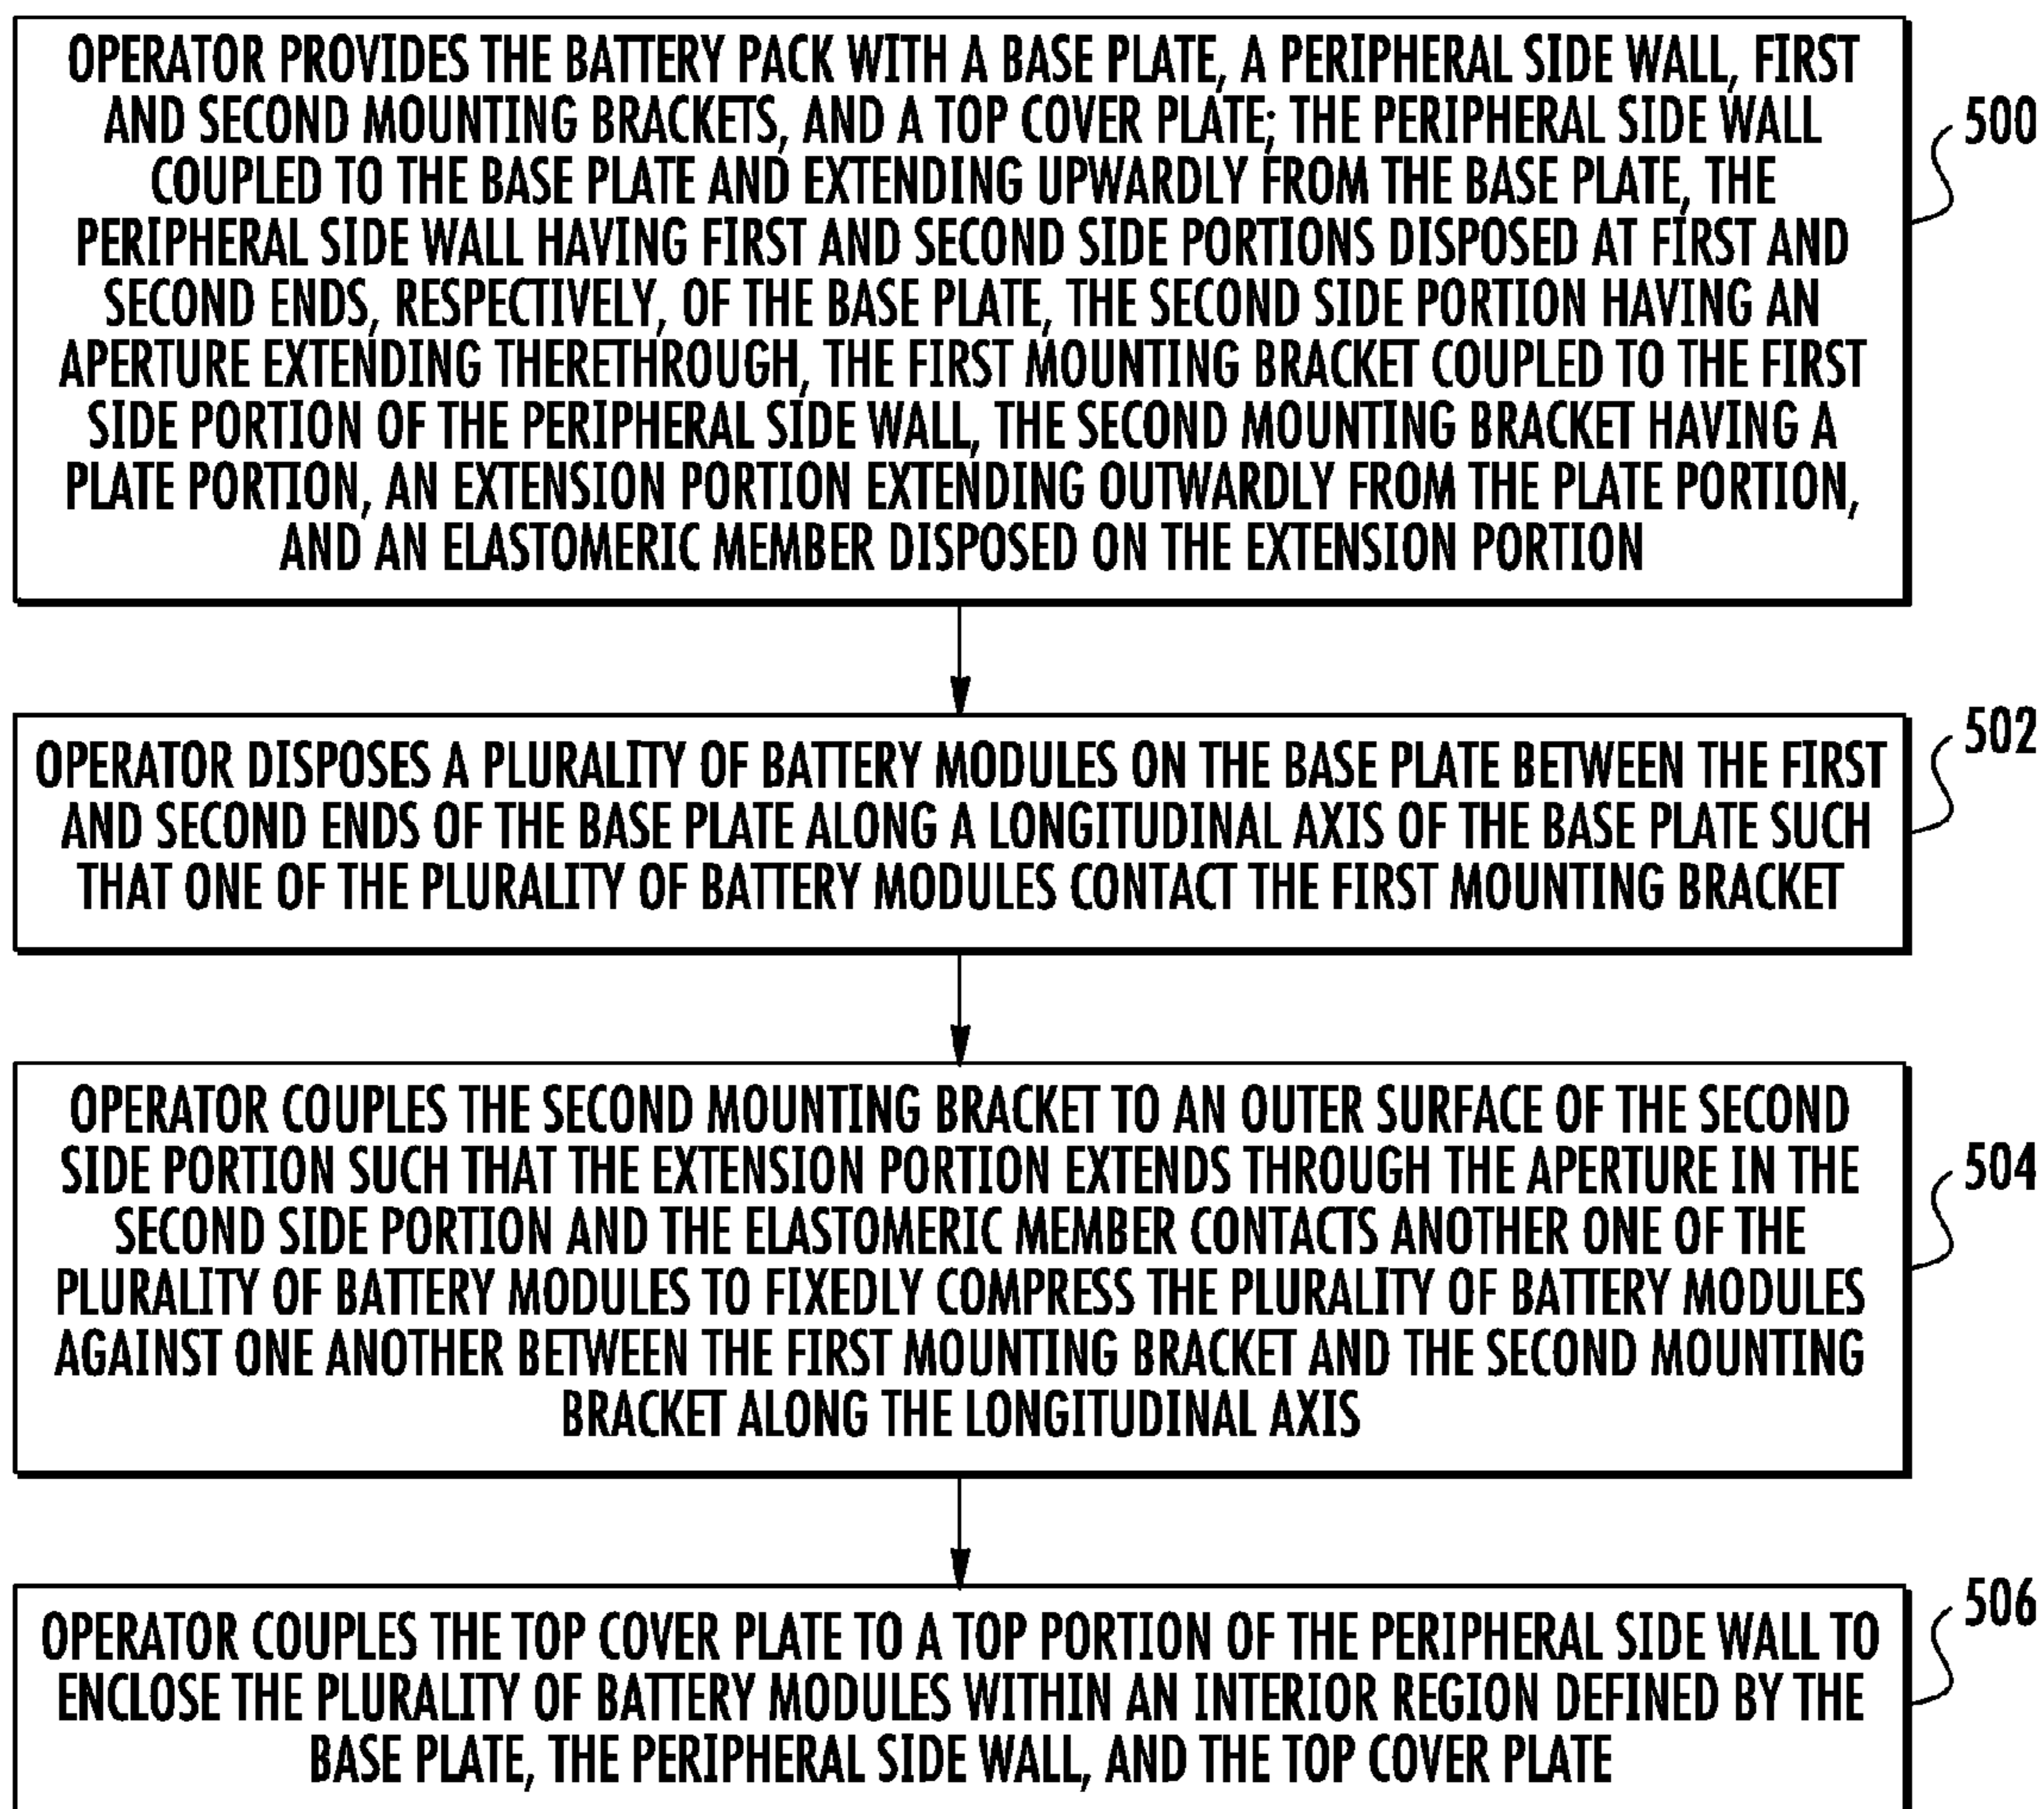 OPERATOR PROVIDES THE BATTERY PACK WITH A BASE PLATE, A PERIPHERAL SIDE WALL, FIRST
AND SECOND MOUNTING BRACKETS, AND A TOP COVER PLATE; THE PERIPHERAL SIDE WALL
COUPLED TO THE BASE PLATE AND EXTENDING UPWARDLY FROM THE BASE PLATE, THE
PERIPHERAL SIDE WALL HAVING FIRST AND SECOND SIDE PORTIONS DISPOSED AT FIRST AND
SECOND ENDS, RESPECTIVELY, OF THE BASE PLATE, THE SECOND SIDE PORTION HAVING AN
APERTURE EXTENDING THERETHROUGH, THE FIRST MOUNTING BRACKET COUPLED TO THE FIRST
SIDE PORTION OF THE PERIPHERAL SIDE WALL, THE SECOND MOUNTING BRACKET HAVING A
PLATE PORTION, AN EXTENSION PORTION EXTENDING OUTWARDLY FROM THE PLATE PORTION,
AND AN ELASTOMERIC MEMBER DISPOSED ON THE EXTENSION PORTION
500
OPERATOR DISPOSES A PLURALITY OF BATTERY MODULES ON THE BASE PLATE BETWEEN THE FIRST
AND SECOND ENDS OF THE BASE PLATE ALONG A LONGITUDINAL AXIS OF THE BASE PLATE SUCH
THAT ONE OF THE PLURALITY OF BATTERY MODULES CONTACT THE FIRST MOUNTING BRACKET
502
OPERATOR COUPLES THE SECOND MOUNTING BRACKET TO AN OUTER SURFACE OF THE SECOND
SIDE PORTION SUCH THAT THE EXTENSION PORTION EXTENDS THROUGH THE APERTURE IN THE
SECOND SIDE PORTION AND THE ELASTOMERIC MEMBER CONTACTS ANOTHER ONE OF THE
PLURALITY OF BATTERY MODULES TO FIXEDLY COMPRESS THE PLURALITY OF BATTERY MODULES
AGAINST ONE ANOTHER BETWEEN THE FIRST MOUNTING BRACKET AND THE SECOND MOUNTING
BRACKET ALONG THE LONGITUDINAL AXIS
504
OPERATOR COUPLES THE TOP COVER PLATE TO A TOP PORTION OF THE PERIPHERAL SIDE WALL TO
ENCLOSE THE PLURALITY OF BATTERY MODULES WITHIN AN INTERIOR REGION DEFINED BY THE
BASE PLATE, THE PERIPHERAL SIDE WALL, AND THE TOP COVER PLATE
506